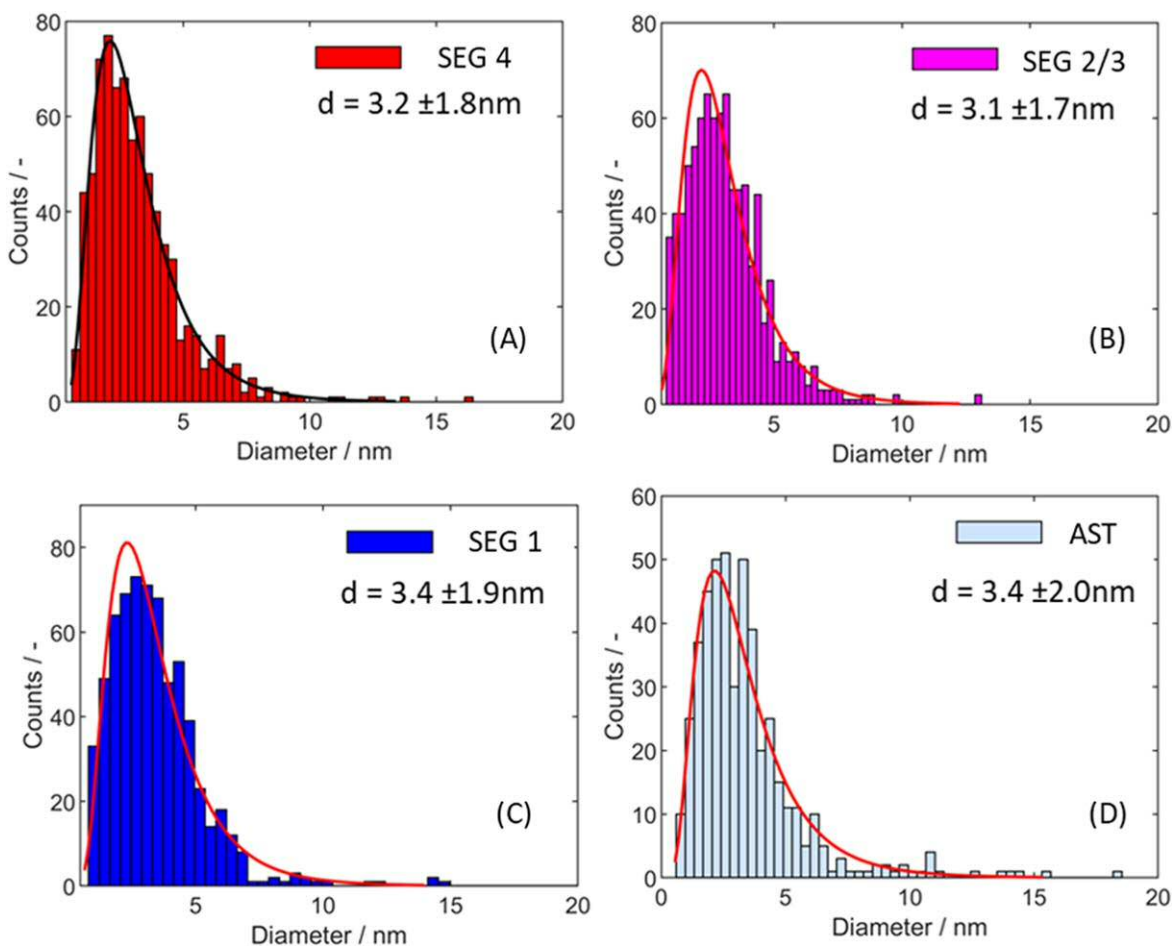 80
60
40
20
0
Counts / -
SEG 4
d = 3.2 ±1.8nm
(A)
5
10
15
20
Diameter / nm
80
60
40
20
0
Counts / -
SEG 2/3
d = 3.1 ±1.7nm
(B)
5
10
15
20
Diameter / nm
80
60
40
20
0
Counts / -
SEG 1
d = 3.4 ±1.9nm
(C)
5
10
15
20
Diameter / nm
60
50
40
30
20
10
0
Counts / -
AST
d = 3.4 ±2.0nm
(D)
0
5
10
15
20
Diameter / nm